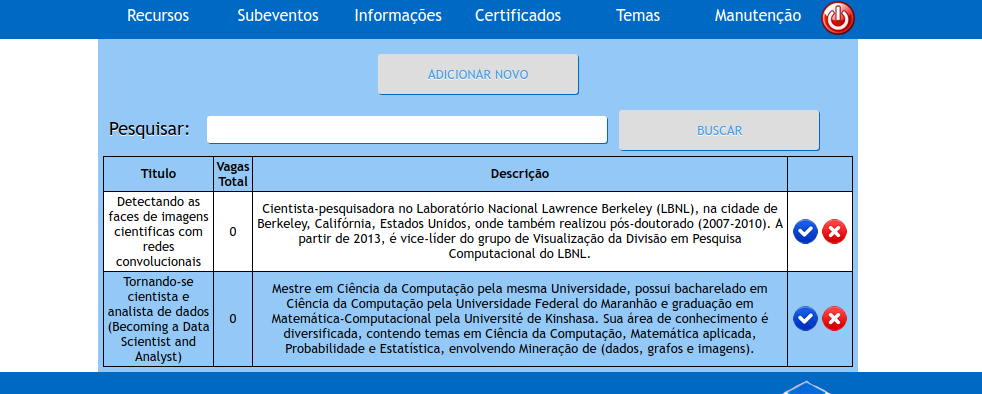 Recursos Subeventos Informações Certificados Temas Manutenção
ADICIONAR NOVO
Pesquisar: BUSCAR
Titulo Vagas Total Descrição
Detectando as
faces de imagens
cientificas com
redes
convolucionais
0
Cientista-pesquisadora no Laboratório Nacional Lawrence Berkeley (LBNL), na cidade de
Berkeley, Califórnia, Estados Unidos, onde também realizou pós-doutorado (2007-2010). A
partir de 2013, é vice-líder do grupo de Visualização da Divisão em Pesquisa
Computacional do LBNL.
Tornando-se
cientista e
analista de dados
(Becoming a Data
Scientist and
Analyst)
0
Mestre em Ciência da Computação pela mesma Universidade, possui bacharelado em
Ciência da Computação pela Universidade Federal do Maranhão e graduação em
Matemática-Computacional pela Université de Kinshasa. Sua área de conhecimento é
diversificada, contendo temas em Ciência da Computação, Matemática aplicada,
Probabilidade e Estatística, envolvendo Mineração de (dados, grafos e imagens).